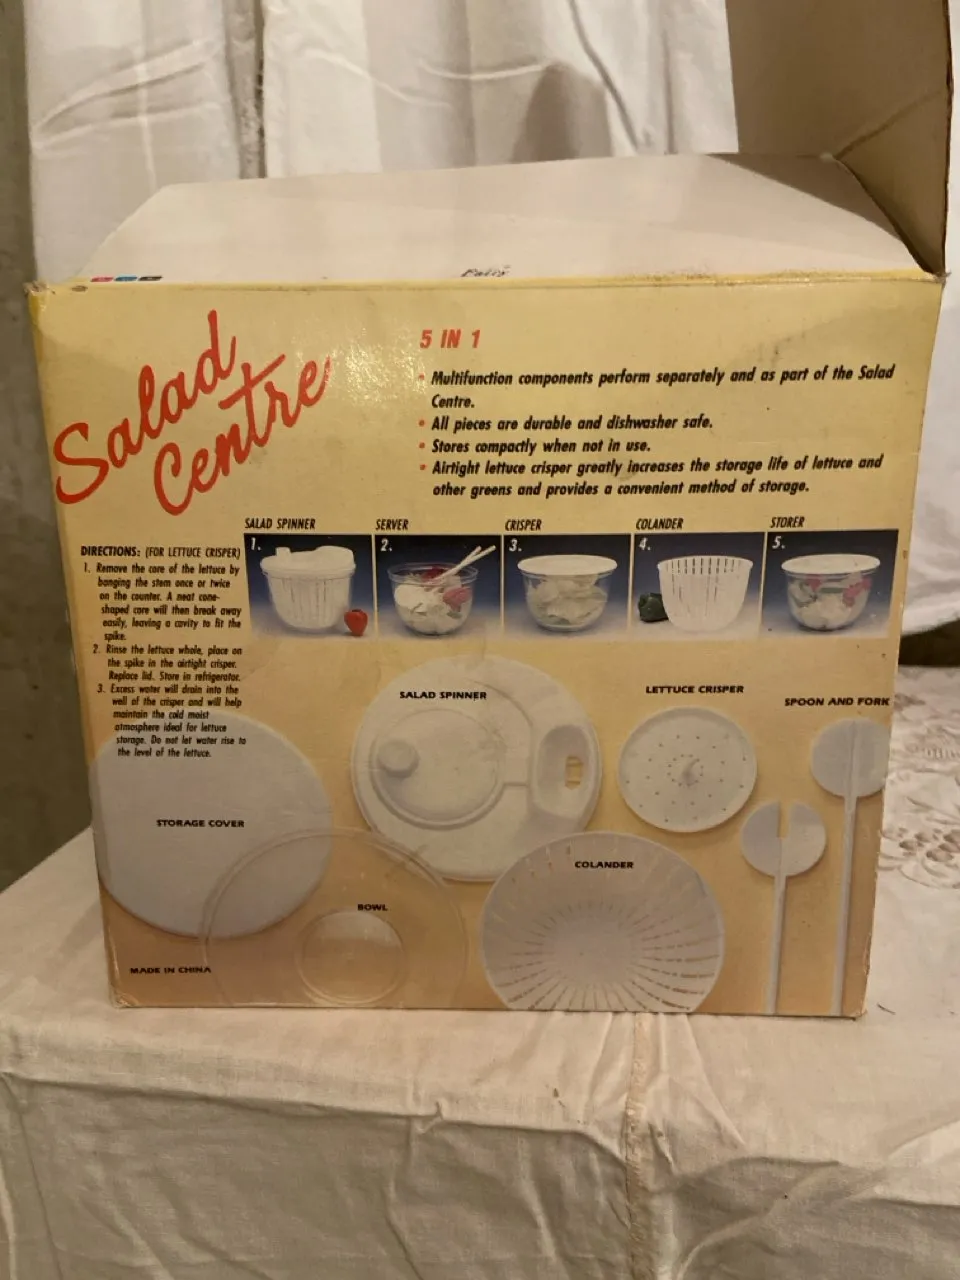 Salad
Centre
5 IN 1
• Multifunction components perform separately and as part of the Salad
Centre.
• All pieces are durable and dishwasher safe.
• Stores compactly when not in use.
• Airtight lettuce crisper greatly increases the storage life of lettuce and
other greens and provides a convenient method of storage.
SALAD SPINNER SERVER CRISPER COLANDER STORER
1. 2. 3. 4. 5.
DIRECTIONS: (FOR LETTUCE CRISPER)
1. Remove the core of the lettuce by
banging the stem once or twice
on the counter. A neat cone-
shaped core will then break away
easily, leaving a cavity to fit the
spike.
2. Rinse the lettuce whole, place on
the spike in the airtight crisper.
Replace lid. Store in refrigerator.
3. Excess water will drain into the
well of the crisper and will help
maintain the cold moist
atmosphere ideal for lettuce
storage. Do not let water rise to
the level of the lettuce.
SALAD SPINNER
LETTUCE CRISPER
SPOON AND FORK
STORAGE COVER
COLANDER
BOWL
MADE IN CHINA